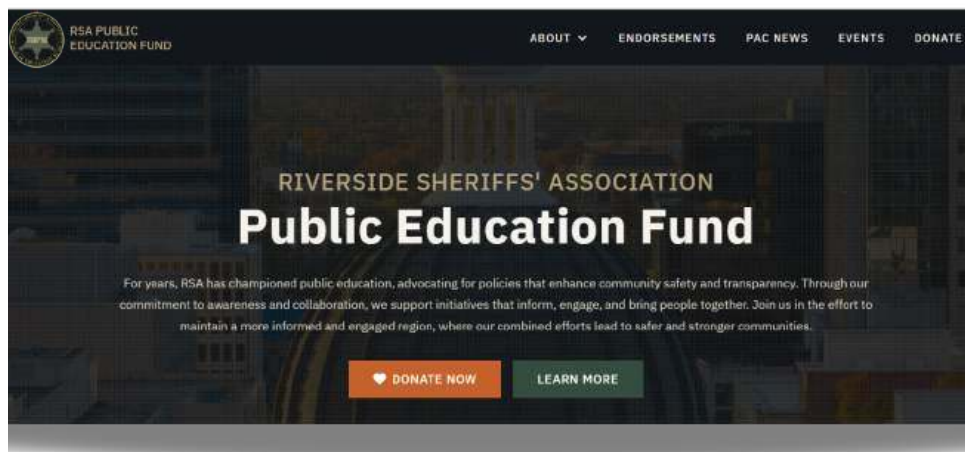 RSA PUBLIC
EDUCATION FUND
ABOUT
ENDORSEMENTS
PAC NEWS
EVENTS
DONATE
RIVERSIDE SHERIFFS' ASSOCIATION
Public Education Fund
For years, RSA has championed public education, advocating for policies that enhance community safety and transparency. Through our
commitment to awareness and collaboration, we support initiatives that inform, engage, and bring people together. Join us in the effort to
maintain a more informed and engaged region, where our combined efforts lead to safer and stronger communities.
DONATE NOW
LEARN MORE